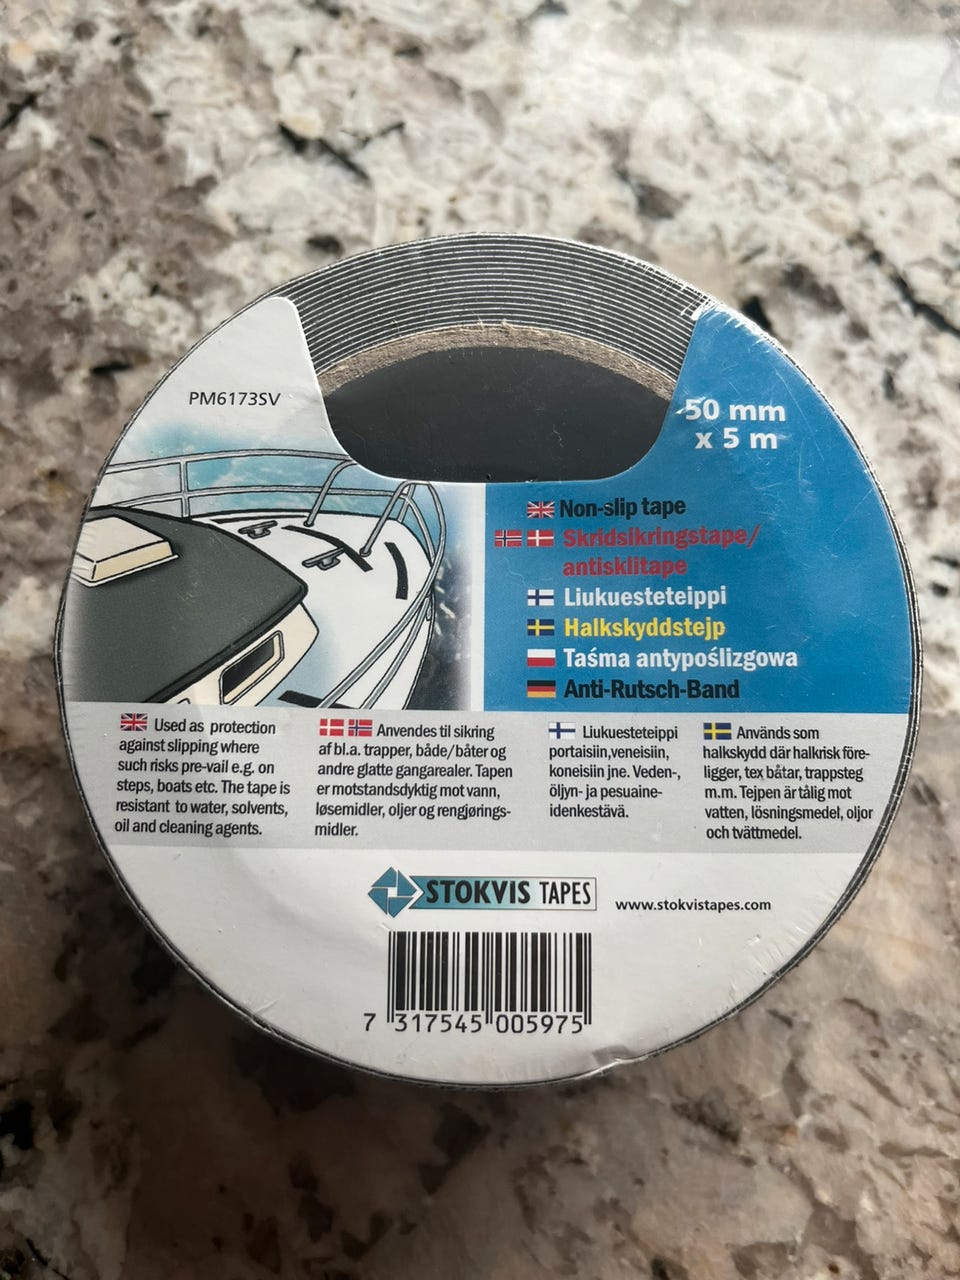 PM6173SV
50 mm
x 5 m
Non-slip tape
Skridsikringstape/
antisklitape
Liukuesteteippi
Halkskyddstejp
Taśma antypoślizgowa
Anti-Rutsch-Band
Used as protection
against slipping where
such risks pre-vail e.g. on
steps, boats etc. The tape is
resistant to water, solvents,
oil and cleaning agents.
Anvendes til sikring
af bl.a. trapper, både/båter og
andre glatte gangarealer. Tapen
er motstandsdyktig mot vann,
løsemidler, oljer og rengjørings-
midler.
Liukuesteteippi
portaisiin,veneisiin,
koneisiin jne. Veden-,
öljyn- ja pesuaine-
idenkestävä.
Används som
halkskydd där halkrisk före-
ligger, tex båtar, trappsteg
m.m. Tejpen är tålig mot
vatten, lösningsmedel, oljor
och tvättmedel.
STOKVIS TAPES
www.stokvistapes.com
7 317545 005975